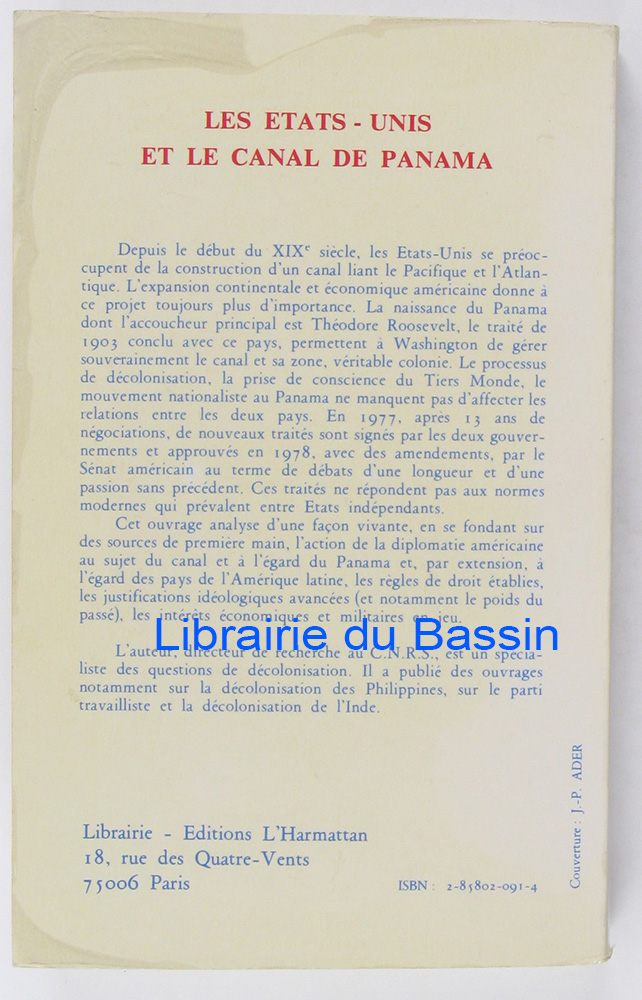 LES ETATS - UNIS
ET LE CANAL DE PANAMA
Depuis le début du XIXe siècle, les Etats-Unis se préoc-
cupent de la construction d'un canal liant le Pacifique et l'Atlan-
tique. L'expansion continentale et économique américaine donne à
ce projet toujours plus d'importance. La naissance du Panama
dont l'accoucheur principal est Théodore Roosevelt, le traité de
1903 conclu avec ce pays, permettent à Washington de gérer
souverainement le canal et sa zone, véritable colonie. Le processus
de décolonisation, la prise de conscience du Tiers Monde, le
mouvement nationaliste au Panama ne manquent pas d'affecter les
relations entre les deux pays. En 1977, après 13 ans de
négociations, de nouveaux traités sont signés par les deux gouver-
nements et approuvés en 1978, avec des amendements, par le
Sénat américain au terme de débats d'une longueur et d'une
passion sans précédent. Ces traités ne répondent pas aux normes
modernes qui prévalent entre Etats indépendants.
Cet ouvrage analyse d'une façon vivante, en se fondant sur
des sources de première main, l'action de la diplomatie américaine
au sujet du canal et à l'égard du Panama et, par extension, à
l'égard des pays de l'Amérique latine, les règles de droit établies,
les justifications idéologiques avancées (et notamment le poids du
passé), les intérêts économiques et militaires en jeu.
Librairie du Bassin
L'auteur, directeur de recherche au C.N.R.S., est un spécia-
liste des questions de décolonisation. Il a publié des ouvrages
notamment sur la décolonisation des Philippines, sur le parti
travailliste et la décolonisation de l'Inde.
Couverture : J.-P. ADER
Librairie - Editions L'Harmattan
18, rue des Quatre-Vents
75006 Paris
ISBN : 2-85802-091-4